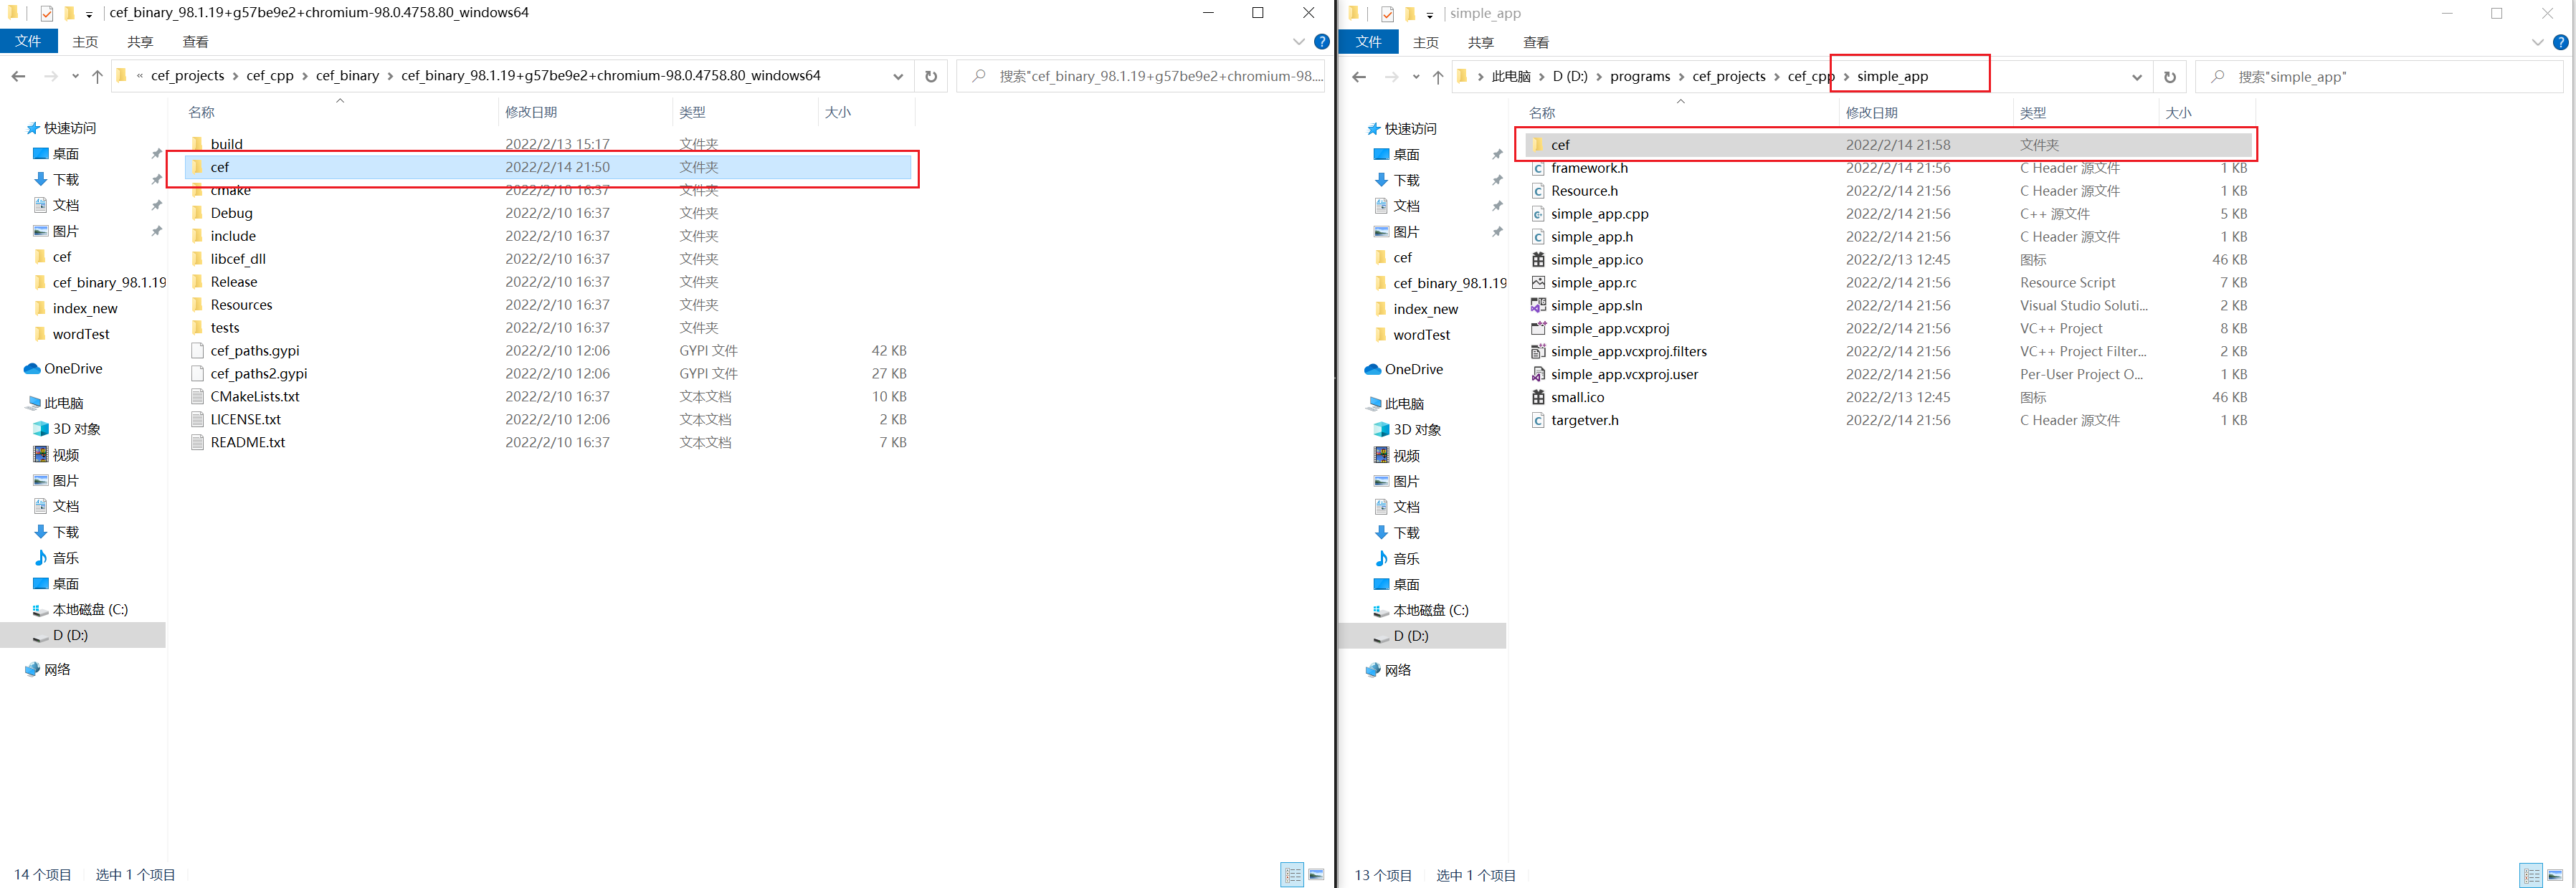 cef_binary_98.1.19+g57be9e2+chromium-98.0.4758.80_windows64
文件 主页 共享 查看
« cef_projects › cef_cpp › cef_binary › cef_binary_98.1.19+g57be9e2+chromium-98.0.4758.80_windows64
搜索"cef_binary_98.1.19+g57be9e2+chromium-98....
名称 修改日期 类型 大小
快速访问
桌面
下载
文档
图片
cef
cef_binary_98.1.19
index_new
wordTest
OneDrive
此电脑
3D 对象
视频
图片
文档
下载
音乐
桌面
本地磁盘 (C:)
D (D:)
网络
build 2022/2/13 15:17 文件夹
cef 2022/2/14 21:50 文件夹
cmake 2022/2/10 16:37 文件夹
Debug 2022/2/10 16:37 文件夹
include 2022/2/10 16:37 文件夹
libcef_dll 2022/2/10 16:37 文件夹
Release 2022/2/10 16:37 文件夹
Resources 2022/2/10 16:37 文件夹
tests 2022/2/10 16:37 文件夹
cef_paths.gypi 2022/2/10 12:06 GYPI 文件 42 KB
cef_paths2.gypi 2022/2/10 12:06 GYPI 文件 27 KB
CMakeLists.txt 2022/2/10 16:37 文本文档 10 KB
LICENSE.txt 2022/2/10 12:06 文本文档 2 KB
README.txt 2022/2/10 16:37 文本文档 7 KB
14 个项目 选中 1 个项目
simple_app
文件 主页 共享 查看
› 此电脑 › D (D:) › programs › cef_projects › cef_cpp › simple_app
搜索"simple_app"
名称 修改日期 类型 大小
快速访问
桌面
下载
文档
图片
cef
cef_binary_98.1.19
index_new
wordTest
OneDrive
此电脑
3D 对象
视频
图片
文档
下载
音乐
桌面
本地磁盘 (C:)
D (D:)
网络
cef 2022/2/14 21:58 文件夹
framework.h 2022/2/14 21:56 C Header 源文件 1 KB
Resource.h 2022/2/14 21:56 C Header 源文件 1 KB
simple_app.cpp 2022/2/14 21:56 C++ 源文件 5 KB
simple_app.h 2022/2/14 21:56 C Header 源文件 1 KB
simple_app.ico 2022/2/13 12:45 图标 46 KB
simple_app.rc 2022/2/14 21:56 Resource Script 7 KB
simple_app.sln 2022/2/14 21:56 Visual Studio Soluti... 2 KB
simple_app.vcxproj 2022/2/14 21:56 VC++ Project 8 KB
simple_app.vcxproj.filters 2022/2/14 21:56 VC++ Project Filter... 2 KB
simple_app.vcxproj.user 2022/2/14 21:56 Per-User Project O... 1 KB
small.ico 2022/2/13 12:45 图标 46 KB
targetver.h 2022/2/14 21:56 C Header 源文件 1 KB
13 个项目 选中 1 个项目